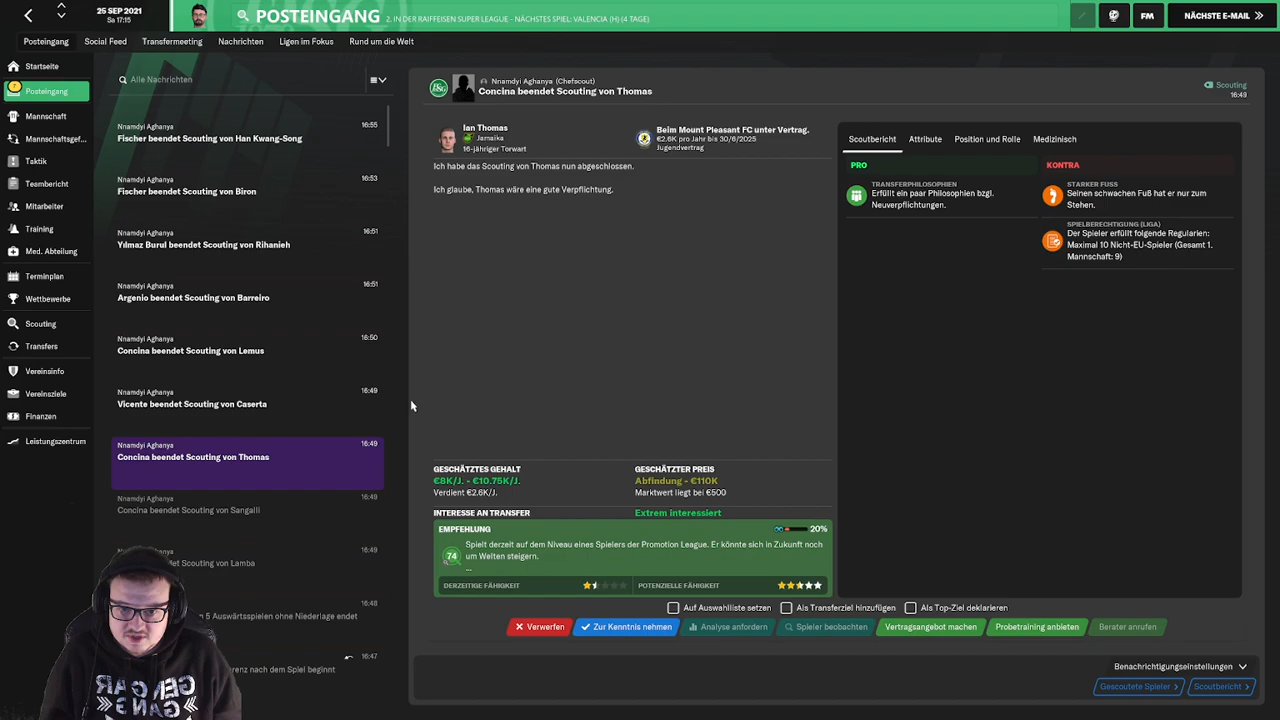 25 SEP 2021
Sa 17:15
POSTEINGANG
2. IN DER RAIFFEISEN SUPER LEAGUE - NÄCHSTES SPIEL: VALENCIA (H) (4 TAGE)
FM
NÄCHSTE E-MAIL
Posteingang
Social Feed
Transfermeeting
Nachrichten
Ligen im Fokus
Rund um die Welt
Startseite
Posteingang
Mannschaft
Mannschaftsgef...
Taktik
Teambericht
Mitarbeiter
Training
Med. Abteilung
Terminplan
Wettbewerbe
Scouting
Transfers
Vereinsinfo
Vereinsziele
Finanzen
Leistungszentrum
Alle Nachrichten
Nnamdyi Aghanya
16:55
Fischer beendet Scouting von Han Kwang-Song
Nnamdyi Aghanya
16:53
Fischer beendet Scouting von Biron
Nnamdyi Aghanya
16:51
Yılmaz Burul beendet Scouting von Rihanieh
Nnamdyi Aghanya
16:51
Argenio beendet Scouting von Barreiro
Nnamdyi Aghanya
16:50
Concina beendet Scouting von Lemus
Nnamdyi Aghanya
16:49
Vicente beendet Scouting von Caserta
Nnamdyi Aghanya
16:49
Concina beendet Scouting von Thomas
Nnamdyi Aghanya
16:49
Concina beendet Scouting von Sangalli
16:49
Scouting von Lamba
16:48
5 Auswärtsspielen ohne Niederlage endet
16:47
nach dem Spiel beginnt
GENGAR
GANG
Nnamdyi Aghanya (Chefscout)
Concina beendet Scouting von Thomas
Scouting
16:49
Ian Thomas
Jamaika
16-jähriger Torwart
Beim Mount Pleasant FC unter Vertrag.
€2.6K pro Jahr bis 30/6/2025
Jugendvertrag
Ich habe das Scouting von Thomas nun abgeschlossen.
Ich glaube, Thomas wäre eine gute Verpflichtung.
GESCHÄTZTES GEHALT
€8K/J. - €10.75K/J.
Verdient €2.6K/J.
GESCHÄTZTER PREIS
Abfindung - €110K
Marktwert liegt bei €500
INTERESSE AN TRANSFER
Extrem interessiert
EMPFEHLUNG
20%
74
Spielt derzeit auf dem Niveau eines Spielers der Promotion League. Er könnte sich in Zukunft noch
um Welten steigern.
...
DERZEITIGE FÄHIGKEIT
POTENZIELLE FÄHIGKEIT
Scoutbericht
Attribute
Position und Rolle
Medizinisch
PRO
TRANSFERPHILOSOPHIEN
Erfüllt ein paar Philosophien bzgl.
Neuverpflichtungen.
KONTRA
STARKER FUSS
Seinen schwachen Fuß hat er nur zum
Stehen.
SPIELBERECHTIGUNG (LIGA)
Der Spieler erfüllt folgende Regularien:
Maximal 10 Nicht-EU-Spieler (Gesamt 1.
Mannschaft: 9)
Auf Auswahlliste setzen
Als Transferziel hinzufügen
Als Top-Ziel deklarieren
Verwerfen
Zur Kenntnis nehmen
Analyse anfordern
Spieler beobachten
Vertragsangebot machen
Probetraining anbieten
Berater anrufen
Benachrichtigungseinstellungen
Gescoutete Spieler
Scoutbericht